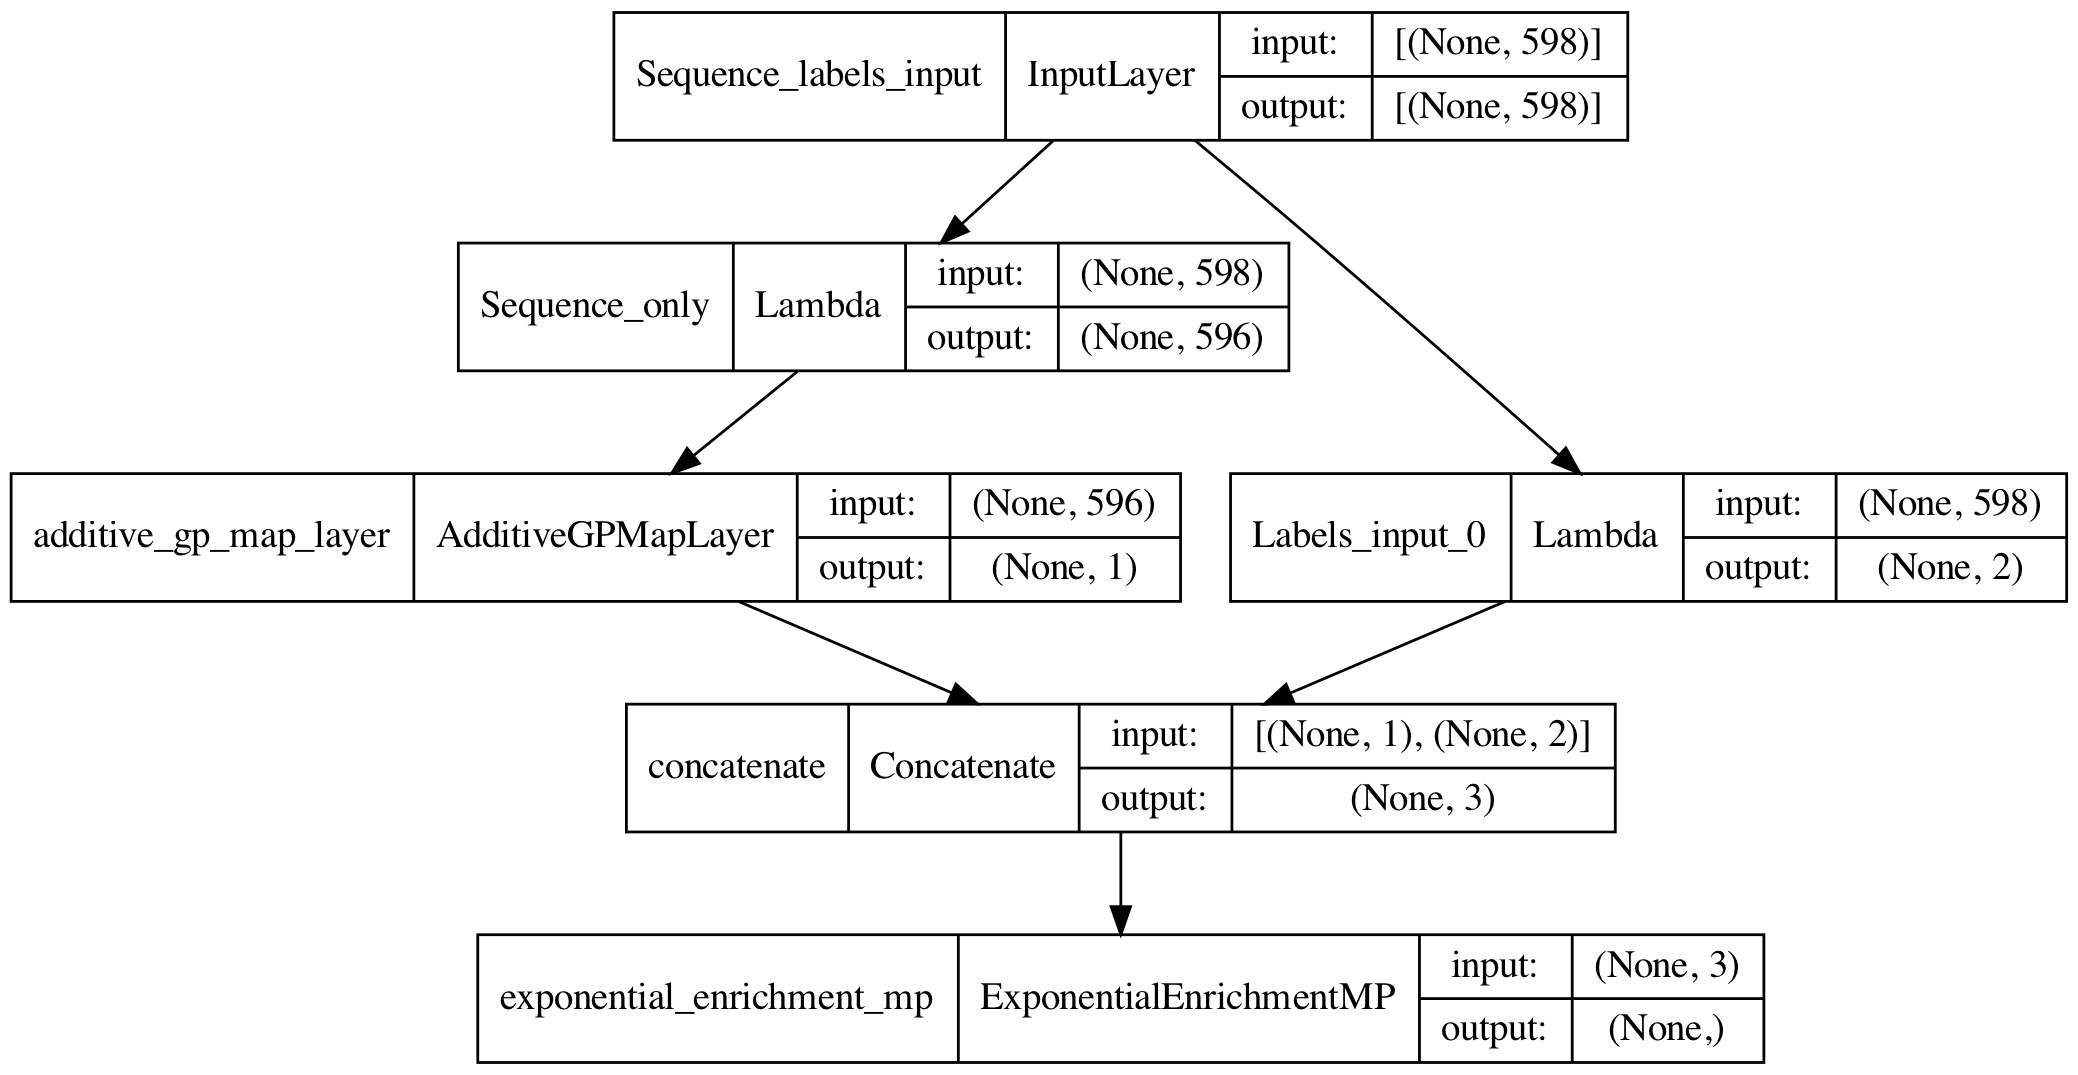 Sequence_labels_input InputLayer input: [(None, 598)]
output: [(None, 598)]
Sequence_only Lambda input: (None, 598)
output: (None, 596)
additive_gp_map_layer AdditiveGPMapLayer input: (None, 596)
output: (None, 1)
Labels_input_0 Lambda input: (None, 598)
output: (None, 2)
concatenate Concatenate input: [(None, 1), (None, 2)]
output: (None, 3)
exponential_enrichment_mp ExponentialEnrichmentMP input: (None, 3)
output: (None,)